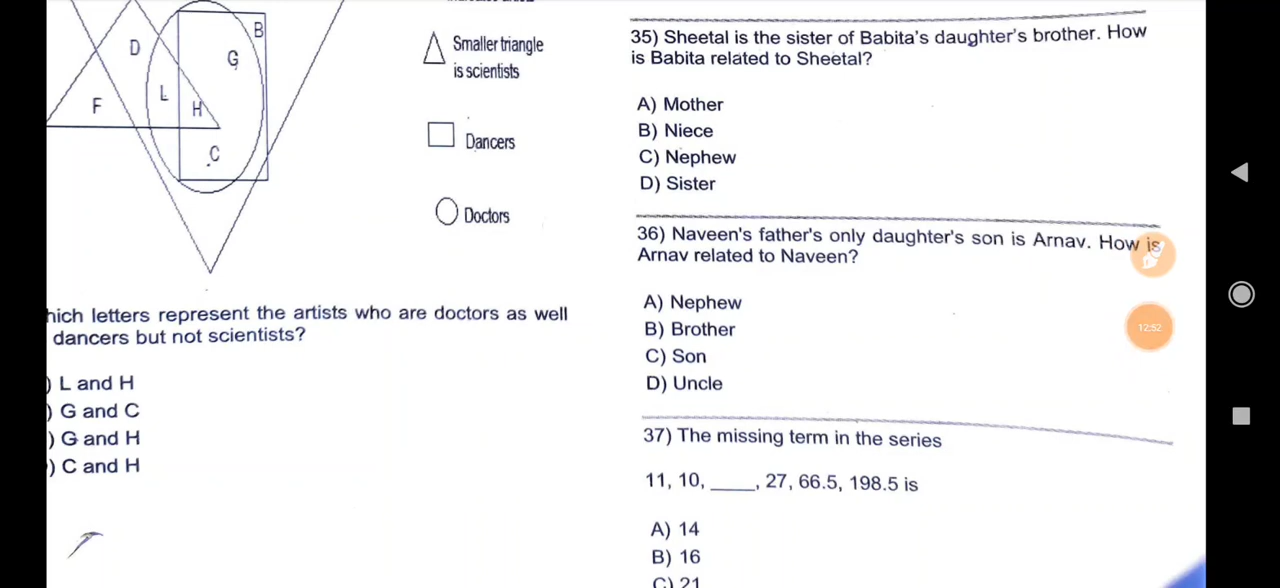 B
D
G
L
H
F
C
Smaller triangle
is scientists
Dancers
Doctors
hich letters represent the artists who are doctors as well
dancers but not scientists?
) L and H
) G and C
) G and H
) C and H
35) Sheetal is the sister of Babita's daughter's brother. How
is Babita related to Sheetal?
A) Mother
B) Niece
C) Nephew
D) Sister
36) Naveen's father's only daughter's son is Arnav. How is
Arnav related to Naveen?
A) Nephew
B) Brother
C) Son
D) Uncle
37) The missing term in the series
11, 10, ____, 27, 66.5, 198.5 is
A) 14
B) 16
C) 21
12:52